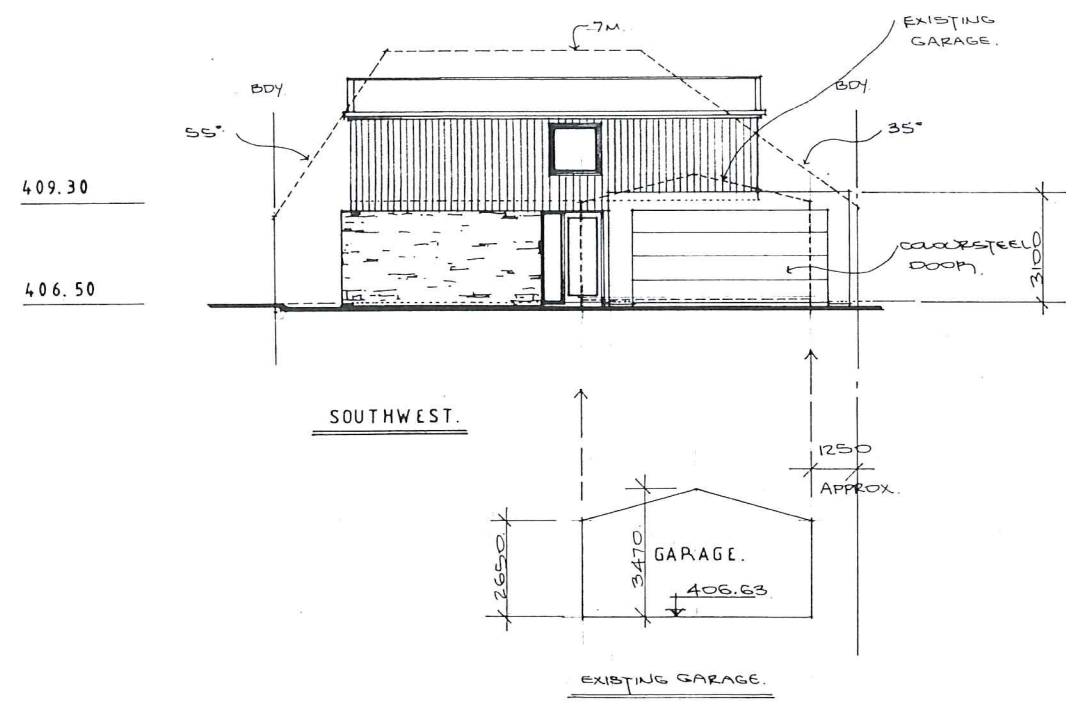 7M.
EXISTING
GARAGE.
BDY.
BDY.
55°
35°
409.30
COLOURSTEEL
DOOR.
3100
406.50
SOUTHWEST.
1250
APPROX.
2650.
3470.
GARAGE.
406.63
EXISTING GARAGE.